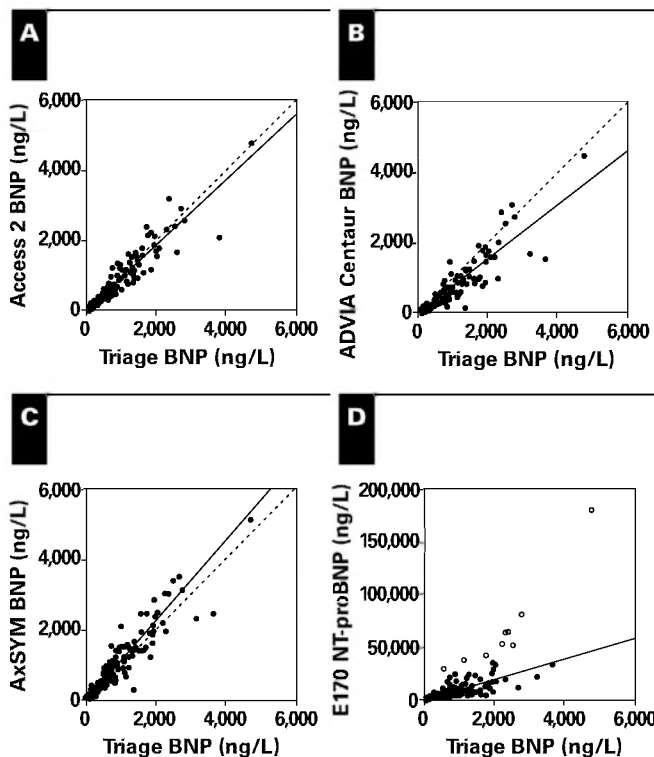 A
B
6,000
4,000
2,000
0
Access 2 BNP (ng/L)
0 2,000 4,000 6,000
Triage BNP (ng/L)
6,000
4,000
2,000
0
ADVIA Centaur BNP (ng/L)
0 2,000 4,000 6,000
Triage BNP (ng/L)
C
D
6,000
4,000
2,000
0
AxSYM BNP (ng/L)
0 2,000 4,000 6,000
Triage BNP (ng/L)
200,000
150,000
100,000
50,000
0
E170 NT-proBNP (ng/L)
0 2,000 4,000 6,000
Triage BNP (ng/L)